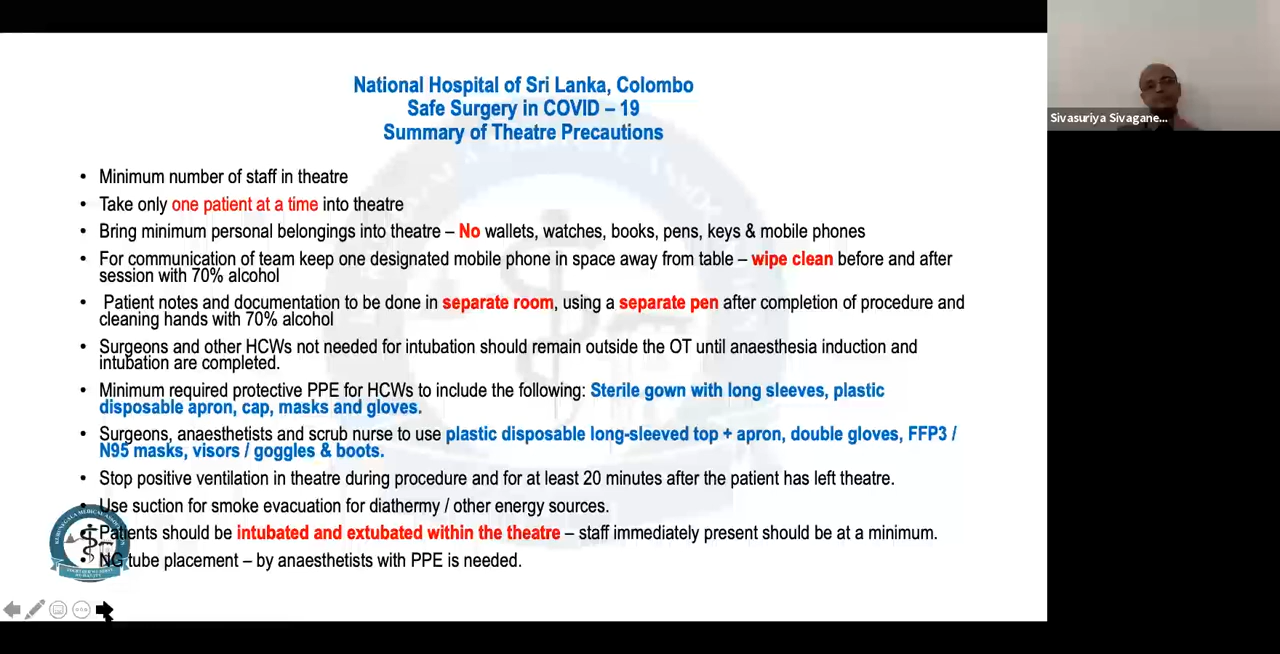 National Hospital of Sri Lanka, Colombo
Safe Surgery in COVID – 19
Summary of Theatre Precautions
• Minimum number of staff in theatre
• Take only one patient at a time into theatre
• Bring minimum personal belongings into theatre – No wallets, watches, books, pens, keys & mobile phones
• For communication of team keep one designated mobile phone in space away from table – wipe clean before and after
session with 70% alcohol
• Patient notes and documentation to be done in separate room, using a separate pen after completion of procedure and
cleaning hands with 70% alcohol
• Surgeons and other HCWs not needed for intubation should remain outside the OT until anaesthesia induction and
intubation are completed.
• Minimum required protective PPE for HCWs to include the following: Sterile gown with long sleeves, plastic
disposable apron, cap, masks and gloves.
• Surgeons, anaesthetists and scrub nurse to use plastic disposable long-sleeved top + apron, double gloves, FFP3 /
N95 masks, visors / goggles & boots.
• Stop positive ventilation in theatre during procedure and for at least 20 minutes after the patient has left theatre.
• Use suction for smoke evacuation for diathermy / other energy sources.
• Patients should be intubated and extubated within the theatre – staff immediately present should be at a minimum.
• NG tube placement – by anaesthetists with PPE is needed.
KURUNEGALA MEDICAL ASSOCIATION
Sivasuriya Sivagane...